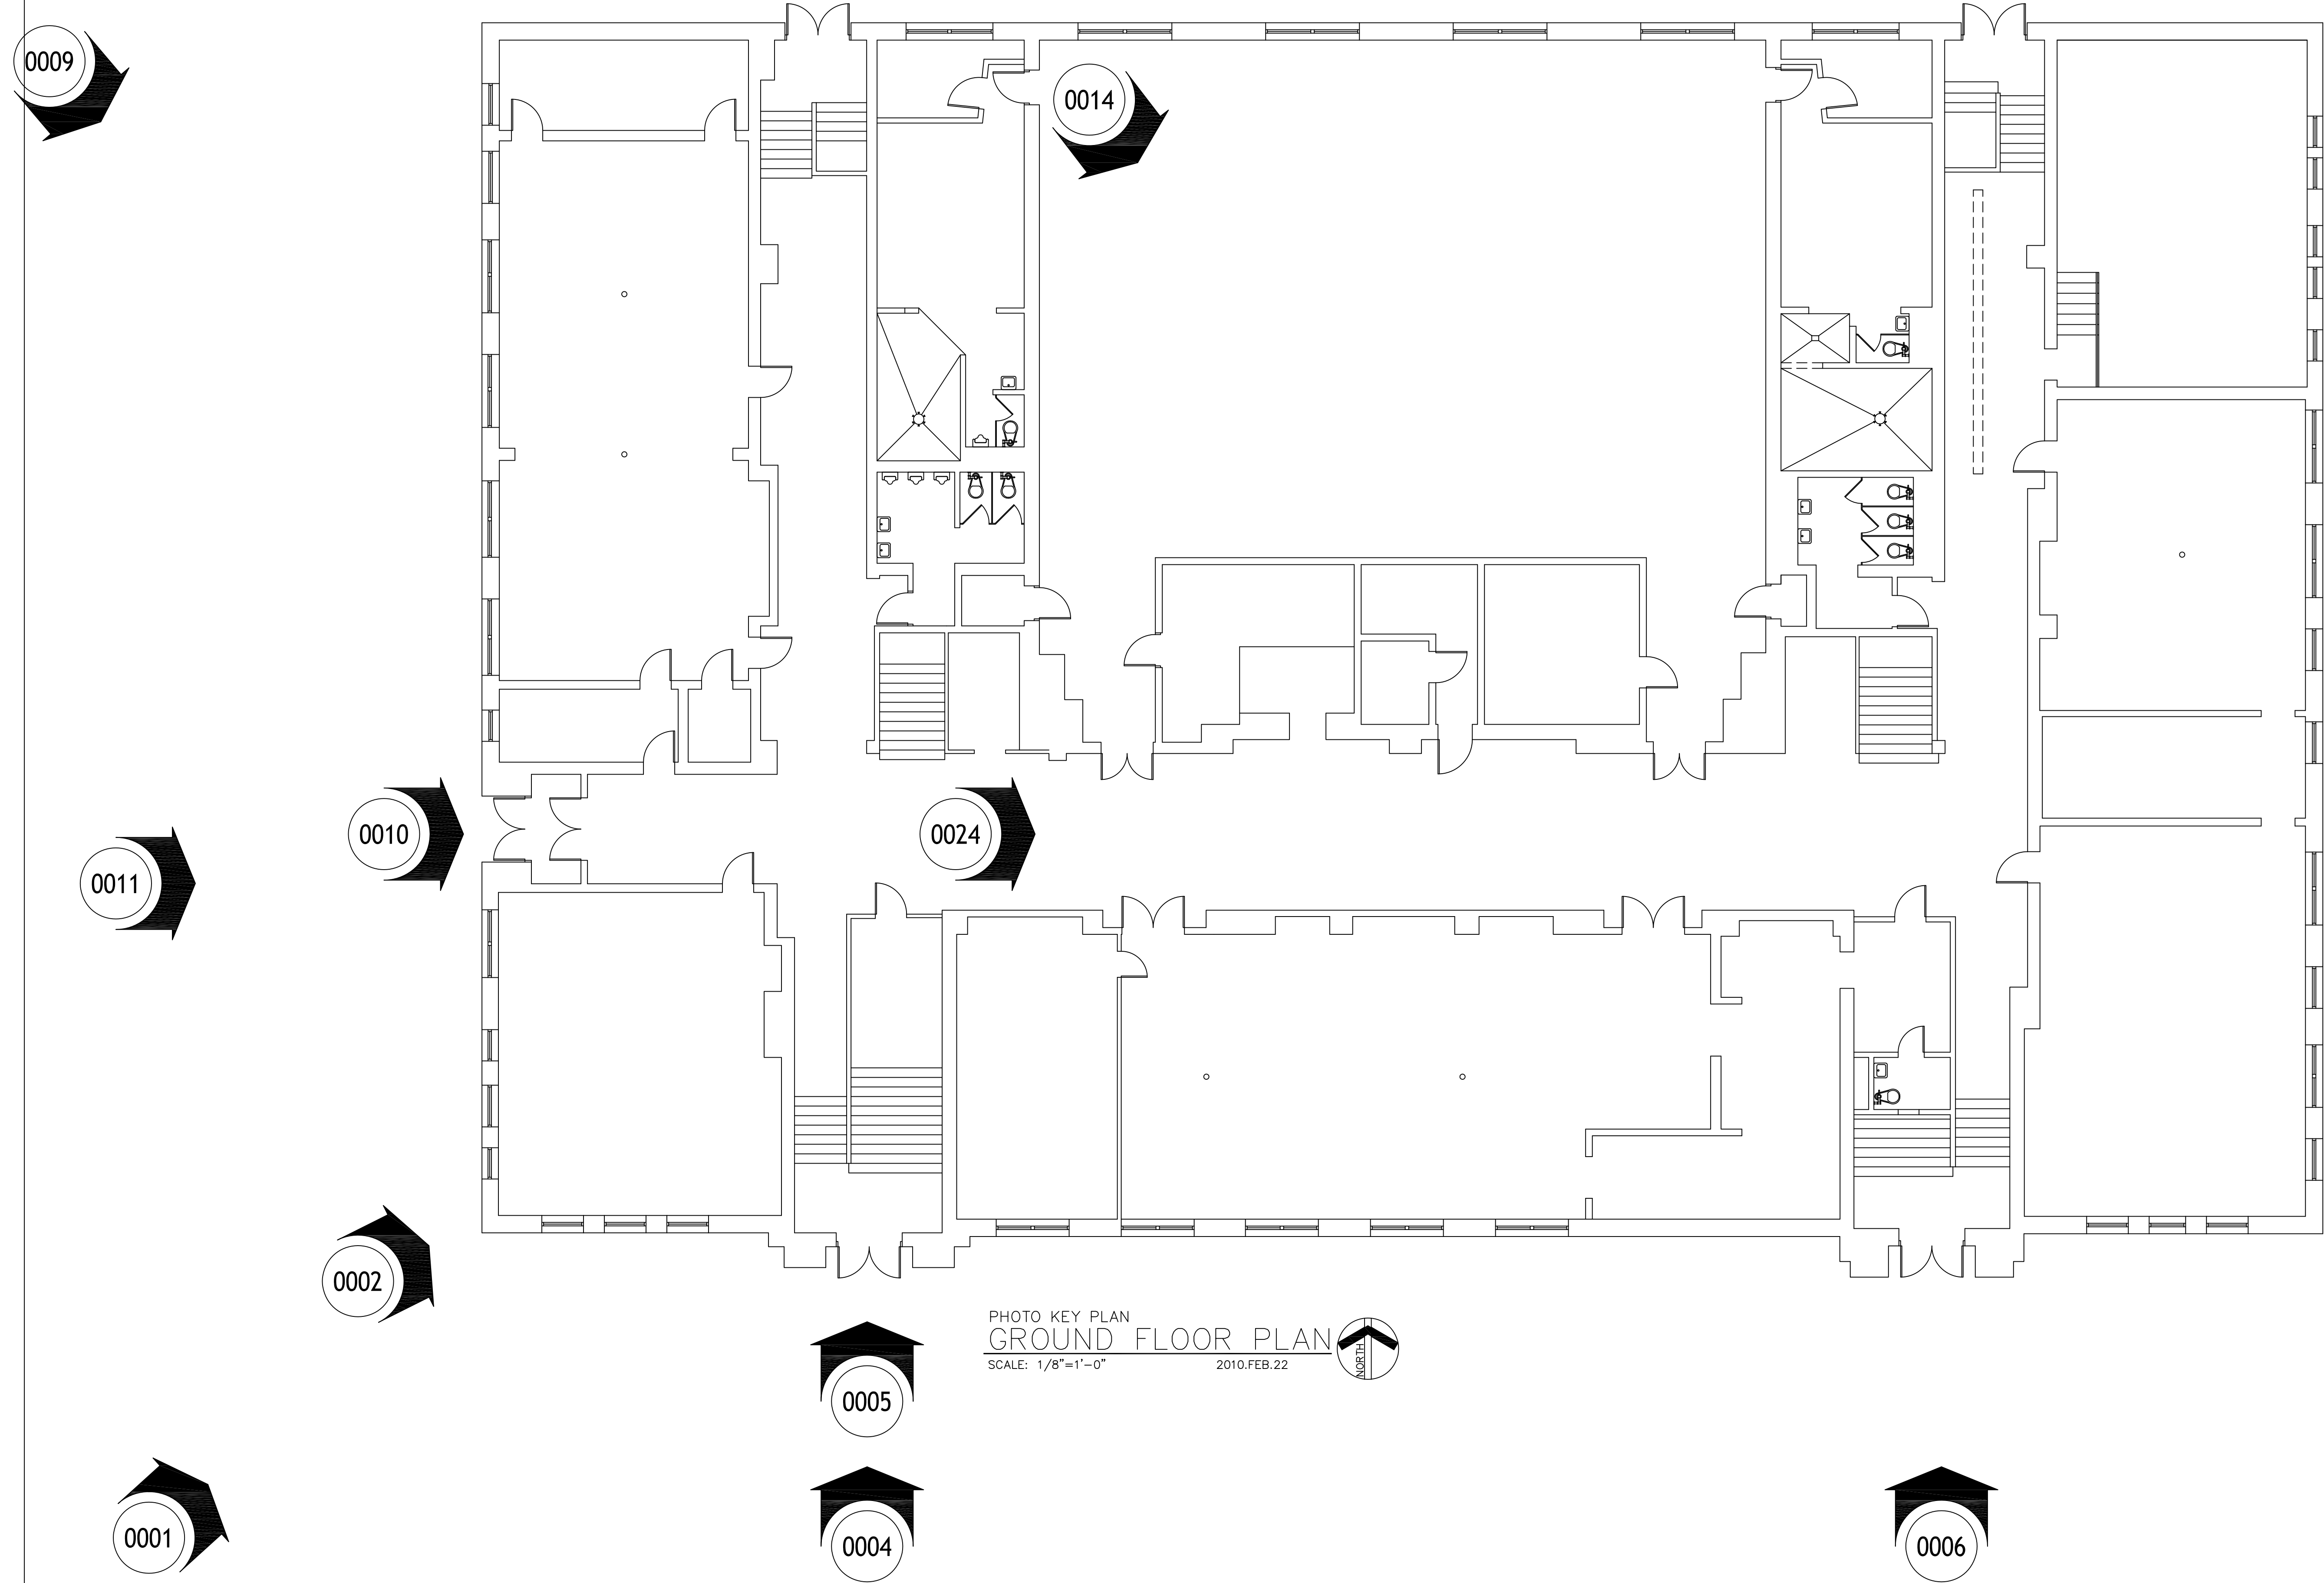 0009
0014
0010
0024
0011
0002
PHOTO KEY PLAN
GROUND FLOOR PLAN
SCALE: 1/8"=1'-0"
2010.FEB.22
NORTH
0005
0001
0004
0006